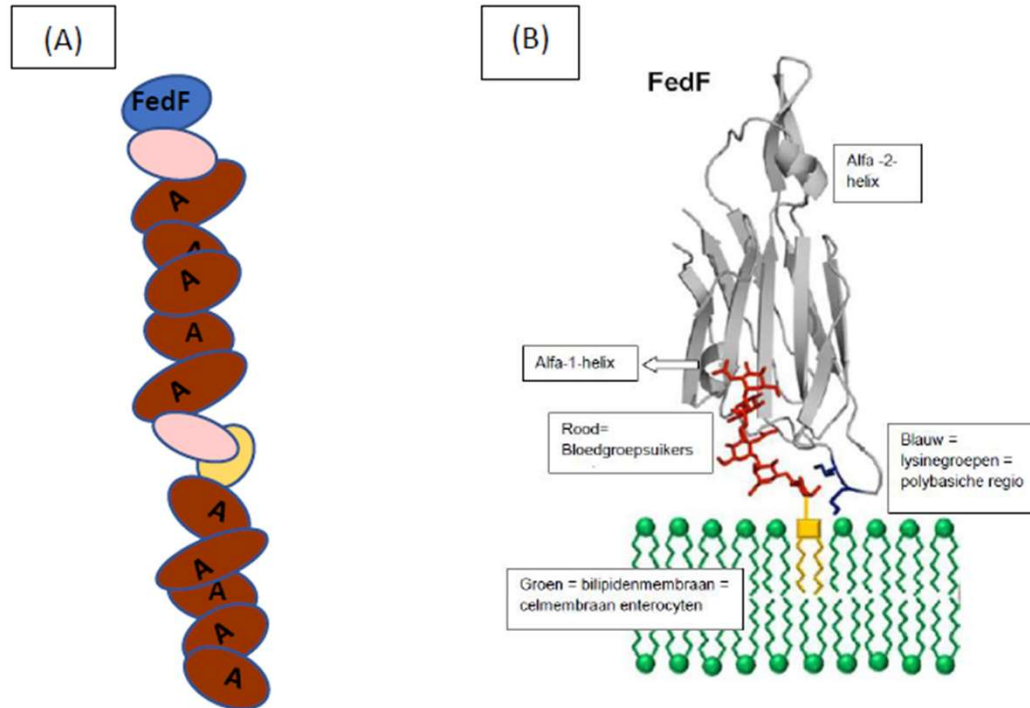 (A)
FedF
A
A
A
A
A
A
A
A
A
A
(B)
FedF
Alfa -2-
helix
Alfa-1-helix
Rood=
Bloedgroepsuikers
Blauw =
lysinegroepen =
polybasiche regio
Groen = bilipidenmembraan =
celmembraan enterocyten